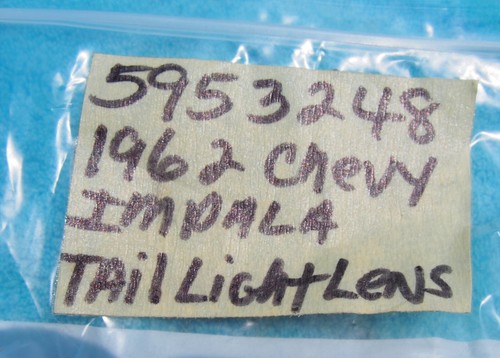 5953248
1962 Chevy
IMPALA
TAil LigHt LENS